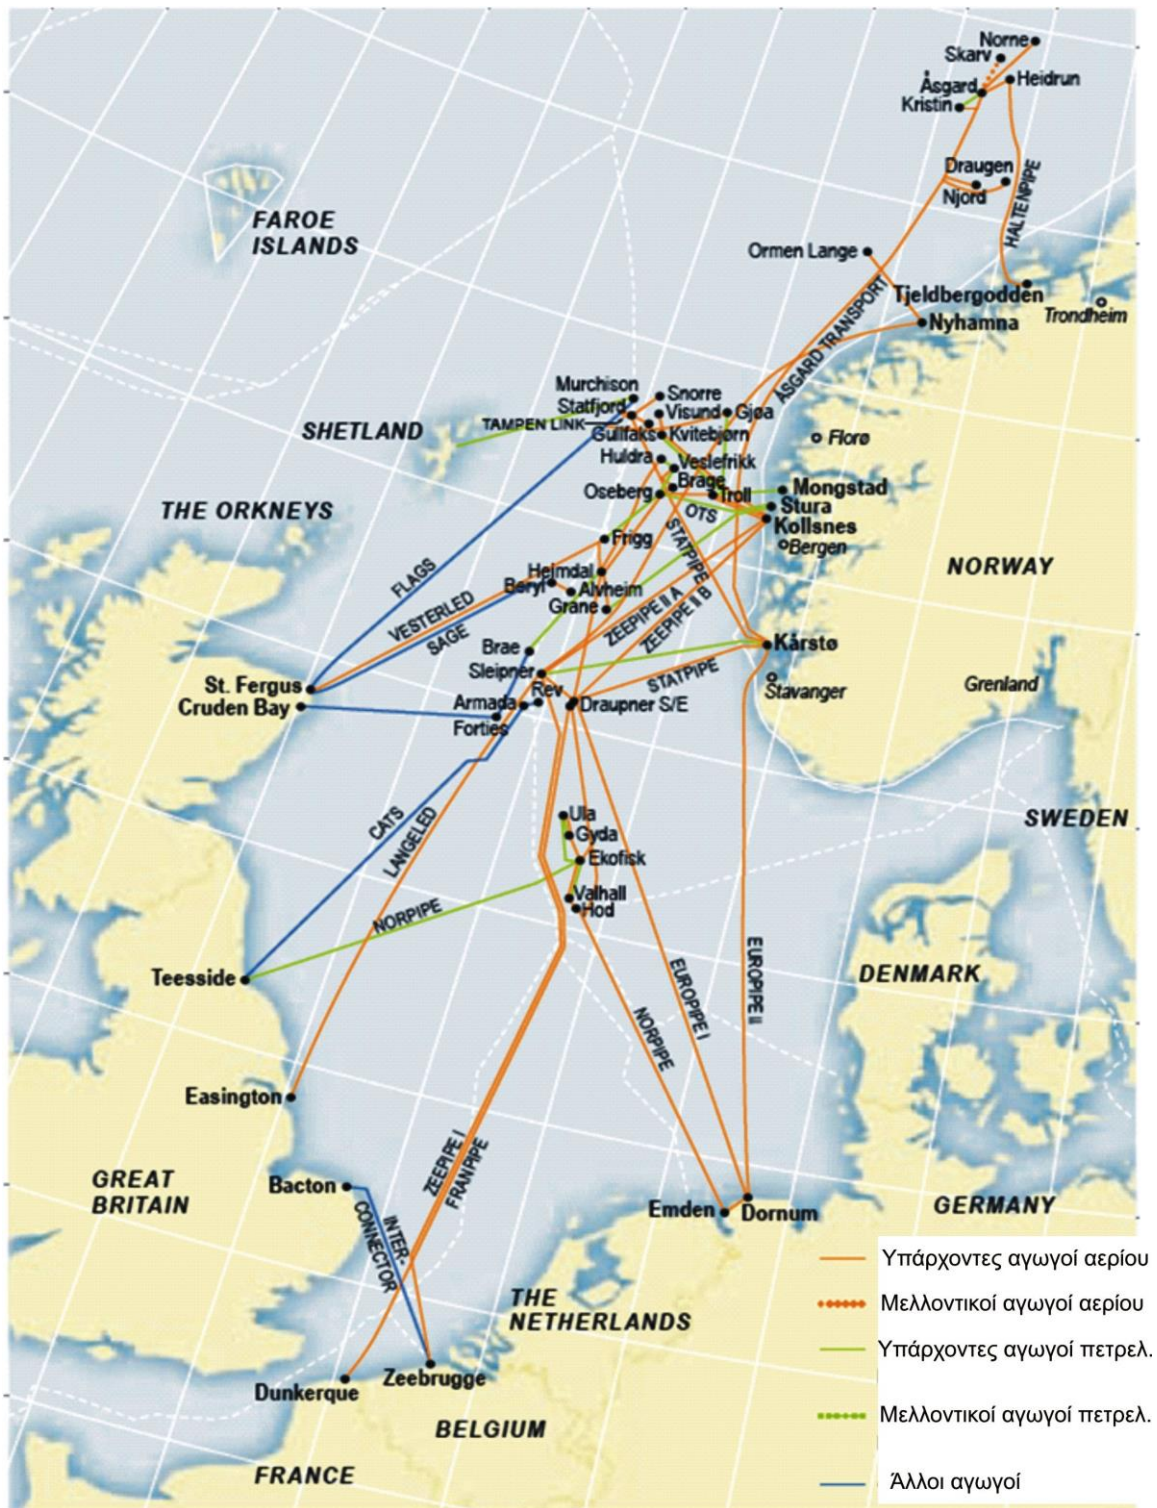 Norne
Skarv
Åsgard
Heidrun
Kristin
Draugen
Njord
HALTENPIPE
FAROE
ISLANDS
Ormen Lange
Tjeldbergodden
Trondheim
Nyhamna
ÅSGARD TRANSPORT
Murchison
Snorre
Statfjord
Visund
Gjøa
TAMPEN LINK
Gullfaks
Kvitebjørn
SHETLAND
Florø
Huldra
Veslefrikk
Brage
Oseberg
Troll
Mongstad
Stura
OTS
Kollsnes
THE ORKNEYS
Frigg
Bergen
STATPIPE
NORWAY
FLAGS
Heimdal
Beryl
Alvheim
Grane
VESTERLED
SAGE
ZEEPIPE II A
ZEEPIPE II B
Brae
Kårstø
Sleipner
STATPIPE
St. Fergus
Rev
Stavanger
Grenland
Cruden Bay
Armada
Draupner S/E
Forties
CATS
LANGELED
Ula
Gyda
SWEDEN
Ekofisk
Valhall
Hod
NORPIPE
Teesside
EUROPIPE II
DENMARK
EUROPIPE I
NORPIPE
Easington
ZEEPIPE I
FRANPIPE
GREAT
BRITAIN
Bacton
INTER-
CONNECTOR
Emden
Dornum
GERMANY
THE
NETHERLANDS
Zeebrugge
Dunkerque
BELGIUM
FRANCE
Υπάρχοντες αγωγοί αερίου
Μελλοντικοί αγωγοί αερίου
Υπάρχοντες αγωγοί πετρελ.
Μελλοντικοί αγωγοί πετρελ.
Άλλοι αγωγοί